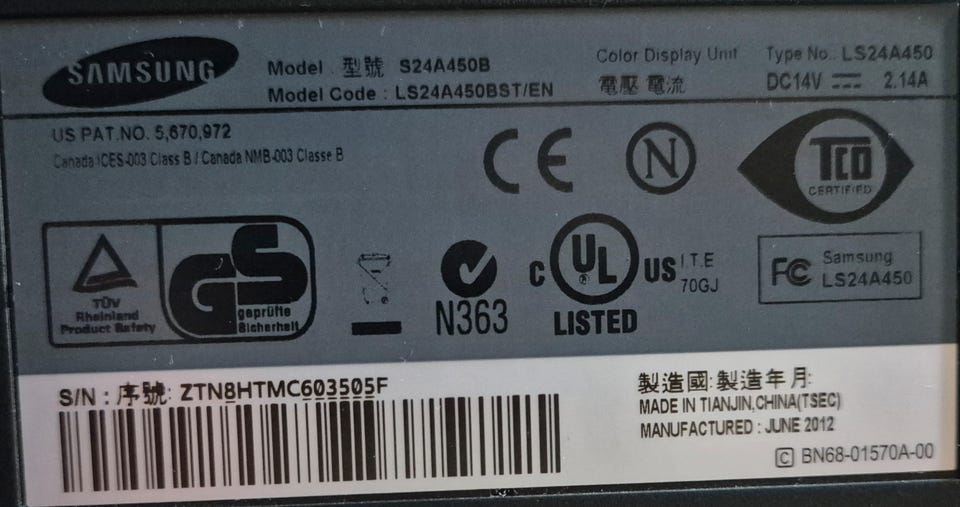 SAMSUNG
Model 型號 S24A450B
Model Code : LS24A450BST/EN
Color Display Unit
電壓 電流
Type No. LS24A450
DC14V 2.14A
US PAT.NO. 5,670,972
Canada ICES-003 Class B / Canada NMB-003 Classe B
CE
N
TCO
CERTIFIED
TÜV
Rheinland
Product Safety
GS
geprüfte
Sicherheit
N363
C UL US
LISTED
I.T.E
70GJ
FC
Samsung
LS24A450
S/N : 序號: ZTN8HTMC603505F
製造國: 製造年月:
MADE IN TIANJIN,CHINA(TSEC)
MANUFACTURED : JUNE 2012
C BN68-01570A-00